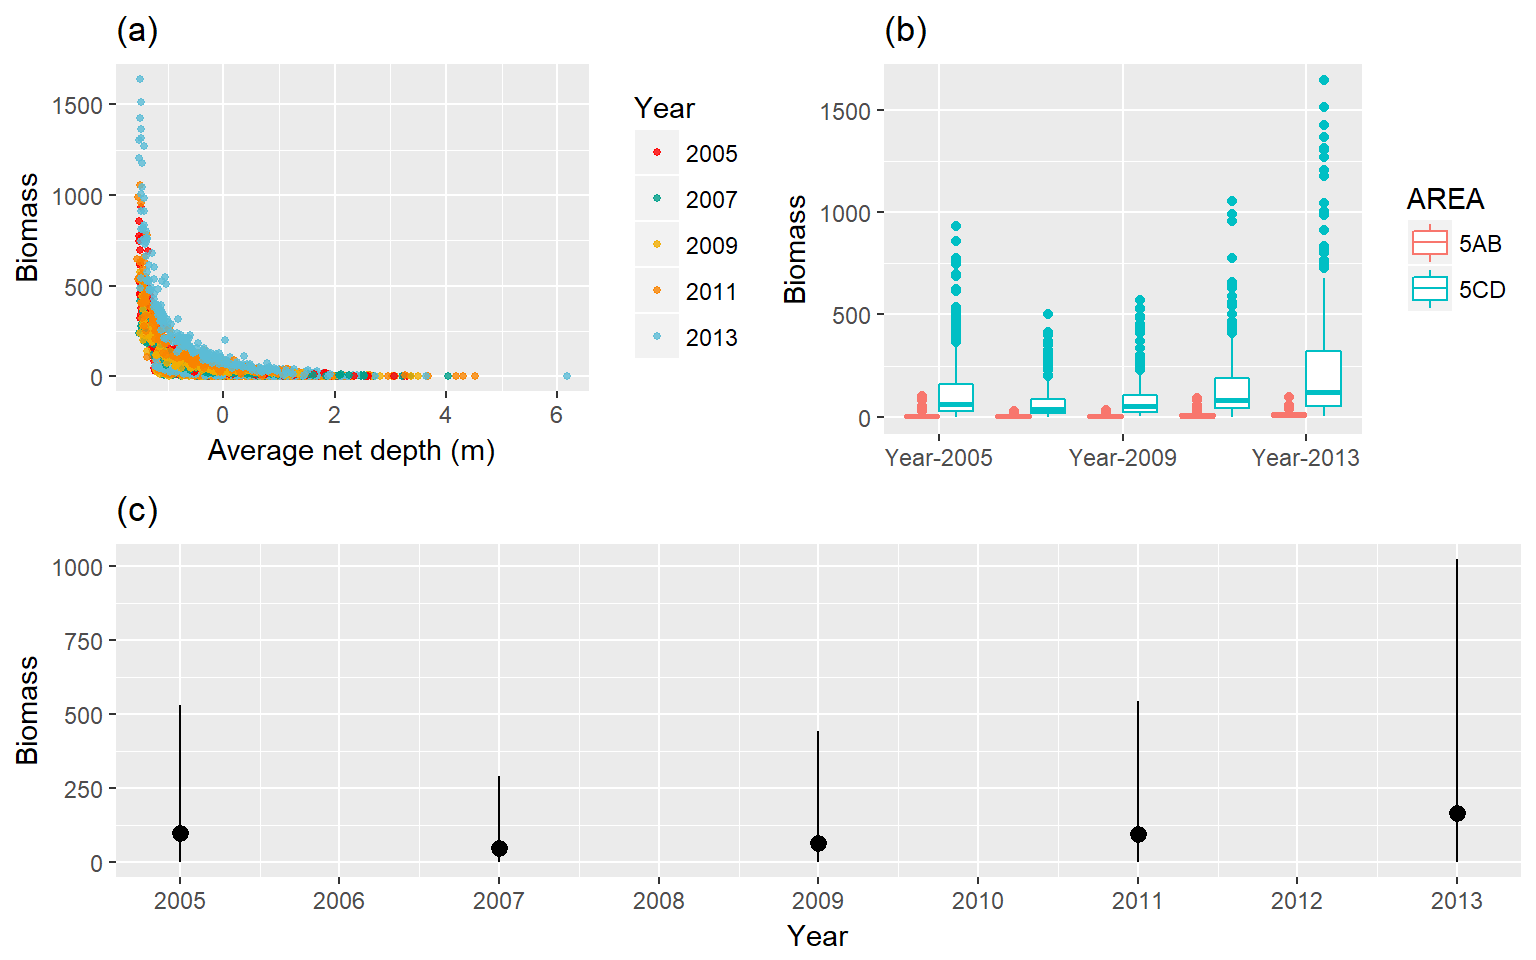 (a)
Biomass
1500
1000
500
0
0 2 4 6
Average net depth (m)
Year
2005
2007
2009
2011
2013
(b)
Biomass
1500
1000
500
0
Year-2005 Year-2009 Year-2013
AREA
5AB
5CD
(c)
Biomass
1000
750
500
250
0
2005 2006 2007 2008 2009 2010 2011 2012 2013
Year